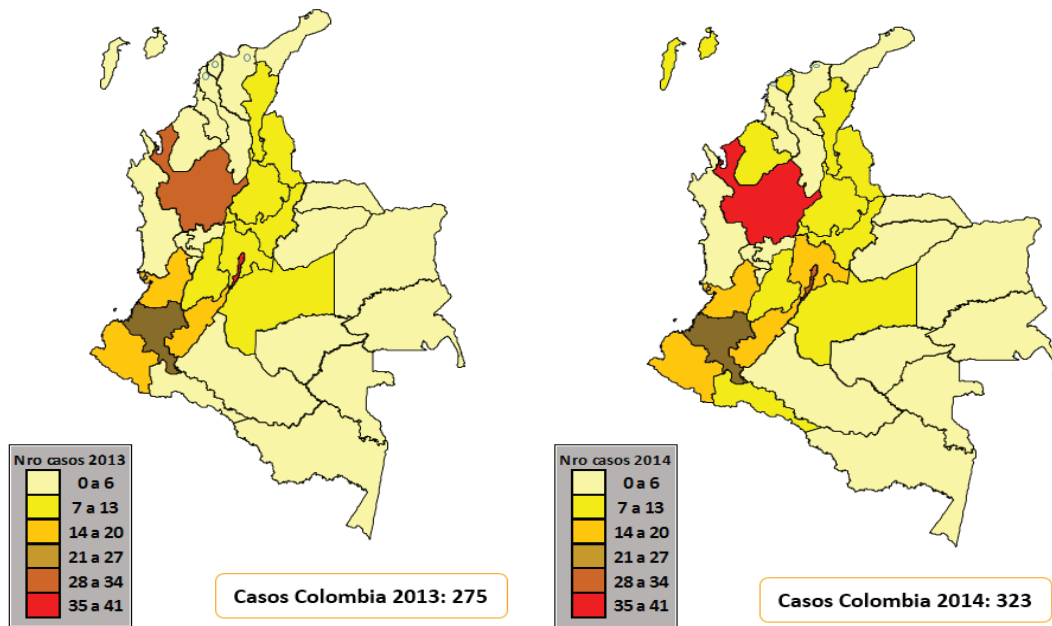 Nro casos 2013
0 a 6
7 a 13
14 a 20
21 a 27
28 a 34
35 a 41
Casos Colombia 2013: 275
Nro casos 2014
0 a 6
7 a 13
14 a 20
21 a 27
28 a 34
35 a 41
Casos Colombia 2014: 323